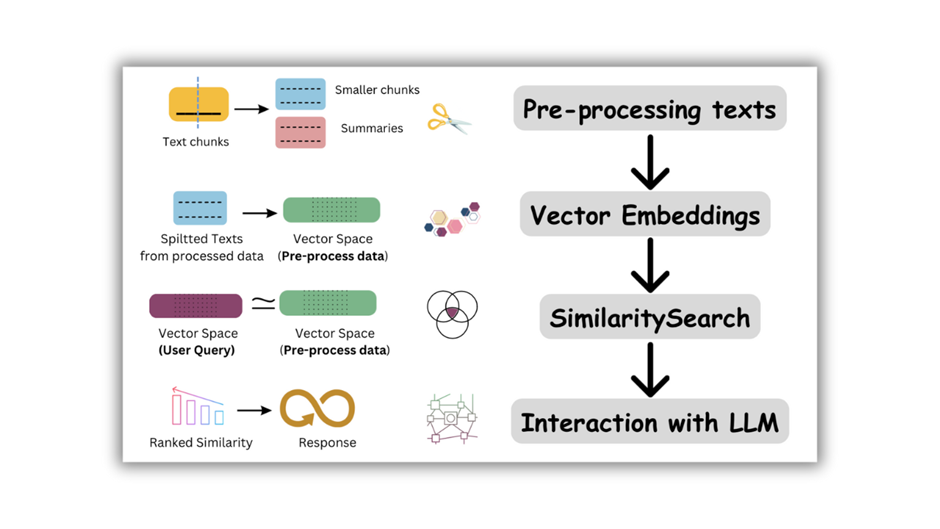 Smaller chunks
Text chunks
Summaries
Pre-processing texts
Spiltted Texts
from processed data
Vector Space
(Pre-process data)
Vector Embeddings
Vector Space
(User Query)
Vector Space
(Pre-process data)
SimilaritySearch
Ranked Similarity
Response
Interaction with LLM